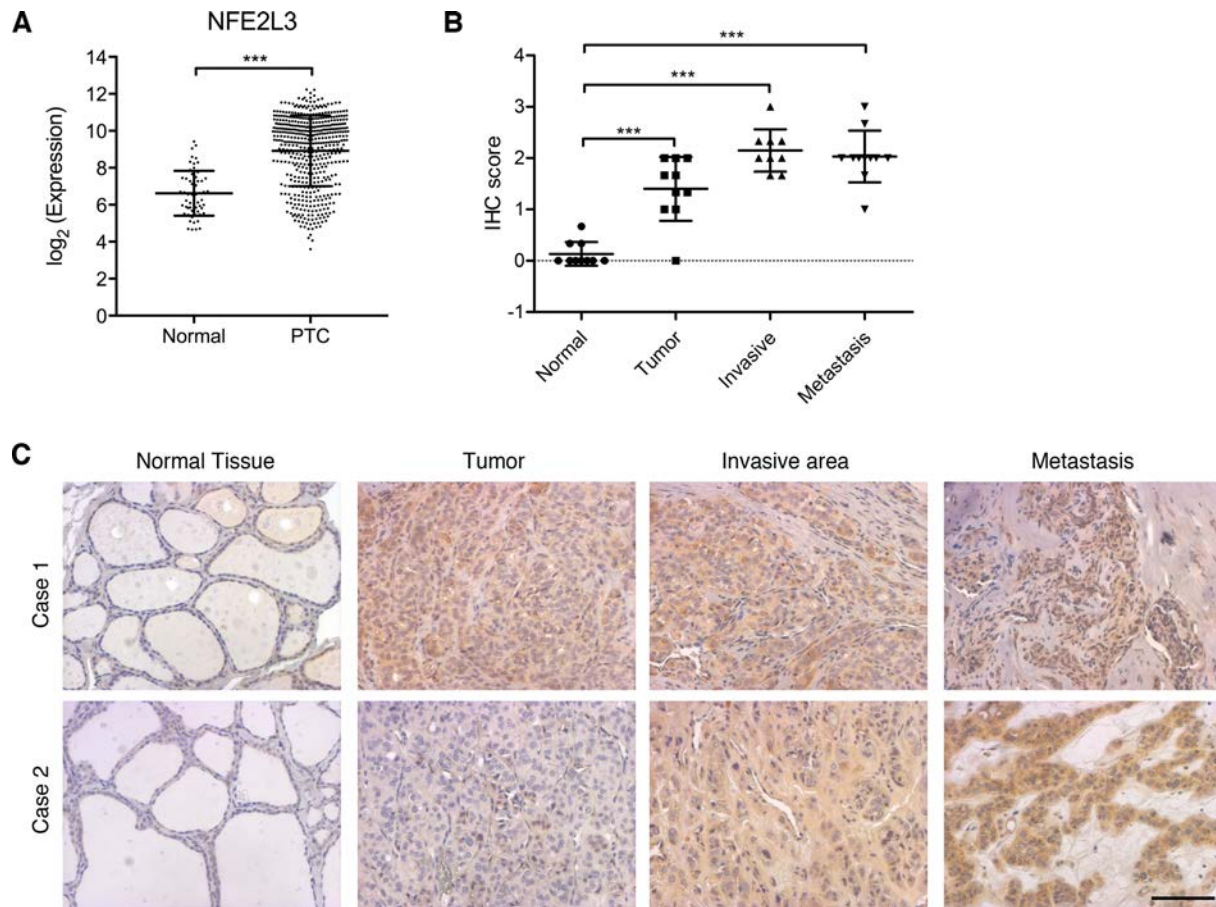 A
NFE2L3
***
log2 (Expression)
14
12
10
8
6
4
2
0
Normal
PTC
B
***
***
***
IHC score
4
3
2
1
0
-1
Normal
Tumor
Invasive
Metastasis
C
Normal Tissue
Tumor
Invasive area
Metastasis
Case 1
Case 2